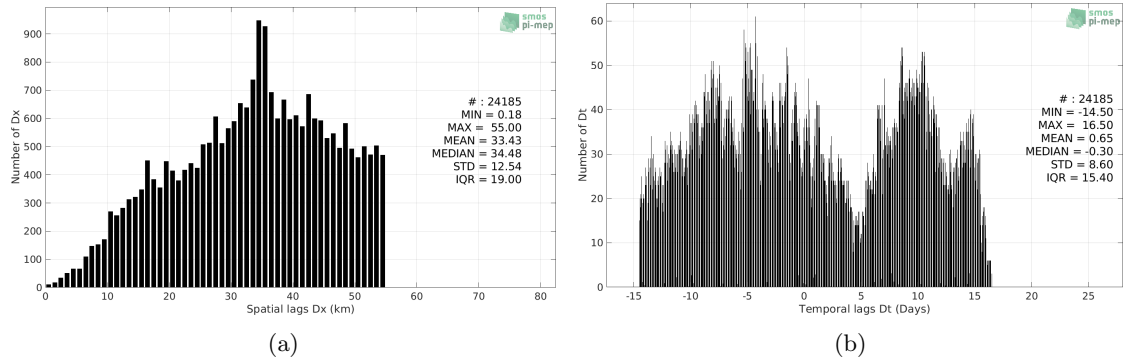 smos
pi-mep
900
800
700
600
500
400
300
200
100
0
Number of Dx
# : 24185
MIN = 0.18
MAX = 55.00
MEAN = 33.43
MEDIAN = 34.48
STD = 12.54
IQR = 19.00
0 10 20 30 40 50 60 70 80
Spatial lags Dx (km)
(a)
smos
pi-mep
60
50
40
30
20
10
0
Number of Dt
# : 24185
MIN = -14.50
MAX = 16.50
MEAN = 0.65
MEDIAN = -0.30
STD = 8.60
IQR = 15.40
-15 -10 -5 0 5 10 15 20 25
Temporal lags Dt (Days)
(b)